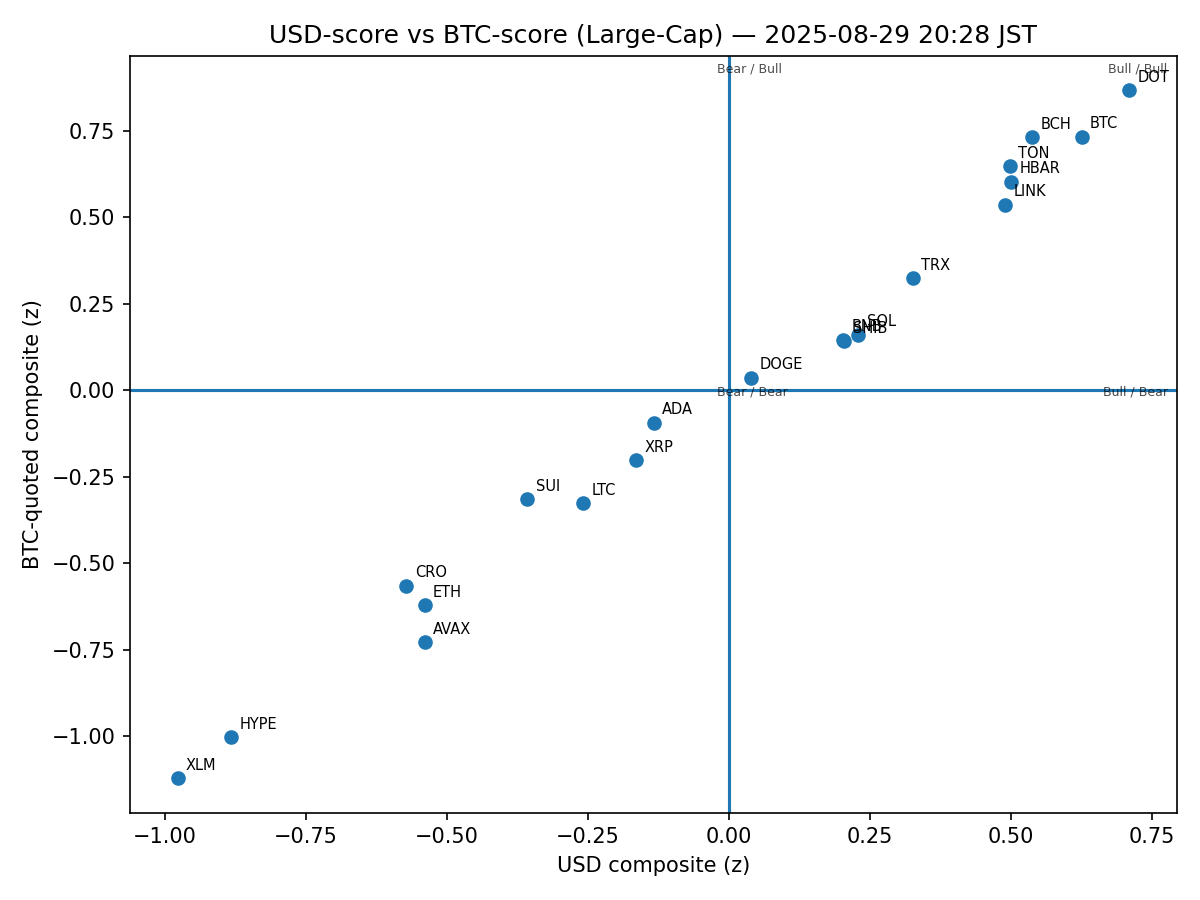 USD-score vs BTC-score (Large-Cap) — 2025-08-29 20:28 JST
Bear / Bull
Bull / Bull
DOT
BCH
BTC
TON
HBAR
LINK
TRX
SOL
BNB
SHIB
DOGE
Bear / Bear
Bull / Bear
ADA
XRP
SUI
LTC
CRO
ETH
AVAX
HYPE
XLM
0.75
0.50
0.25
0.00
−0.25
−0.50
−0.75
−1.00
BTC-quoted composite (z)
−1.00
−0.75
−0.50
−0.25
0.00
0.25
0.50
0.75
USD composite (z)